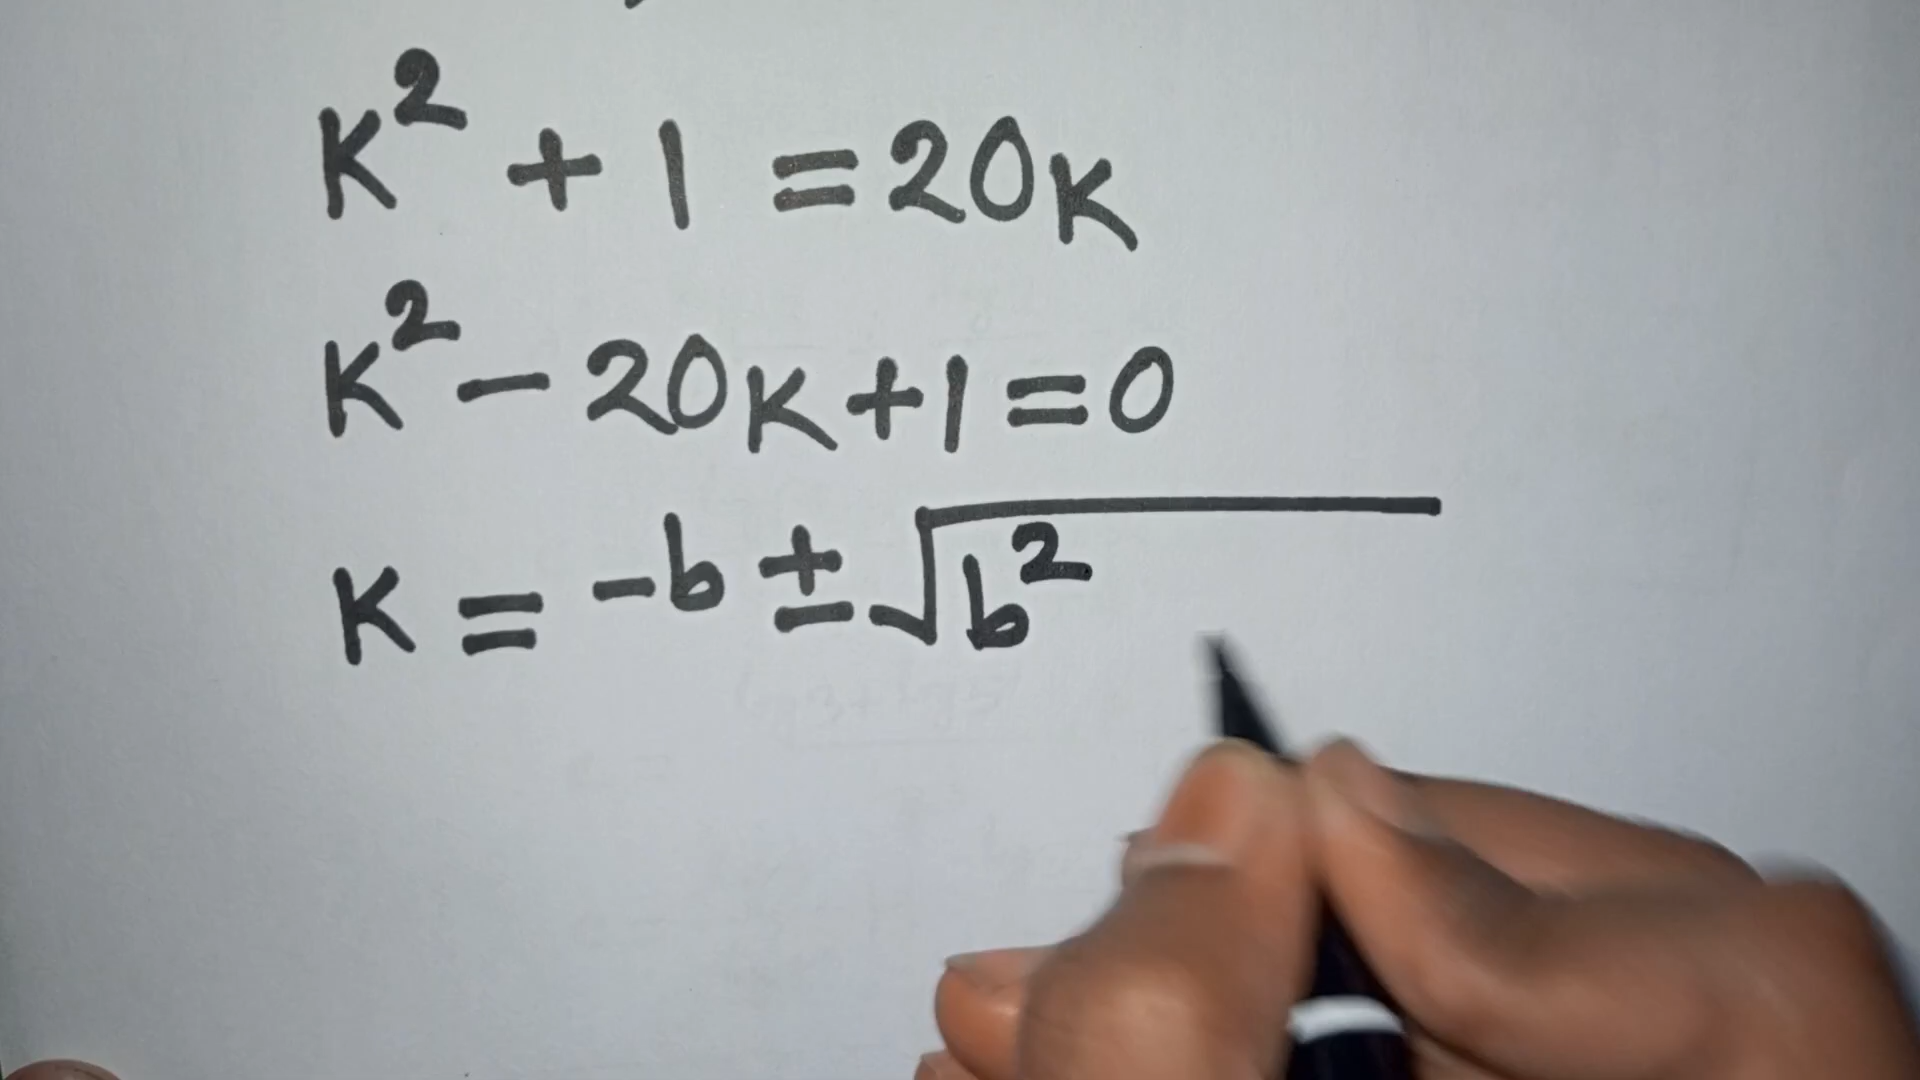 K² + 1 = 20K
K² - 20K + 1 = 0
K = -b ± √b²